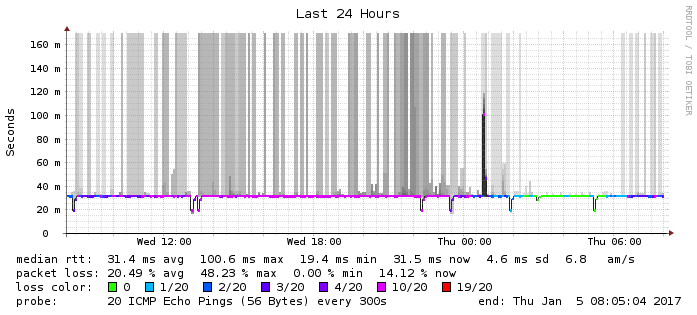 Last 24 Hours
RRDTOOL / TOBI OETIKER
Seconds
160 m
140 m
120 m
100 m
80 m
60 m
40 m
20 m
0
Wed 12:00 Wed 18:00 Thu 00:00 Thu 06:00
median rtt: 31.4 ms avg 100.6 ms max 19.4 ms min 31.5 ms now 4.6 ms sd 6.8 am/s
packet loss: 20.49 % avg 48.23 % max 0.00 % min 14.12 % now
loss color: 0 1/20 2/20 3/20 4/20 10/20 19/20
probe: 20 ICMP Echo Pings (56 Bytes) every 300s end: Thu Jan 5 08:05:04 2017